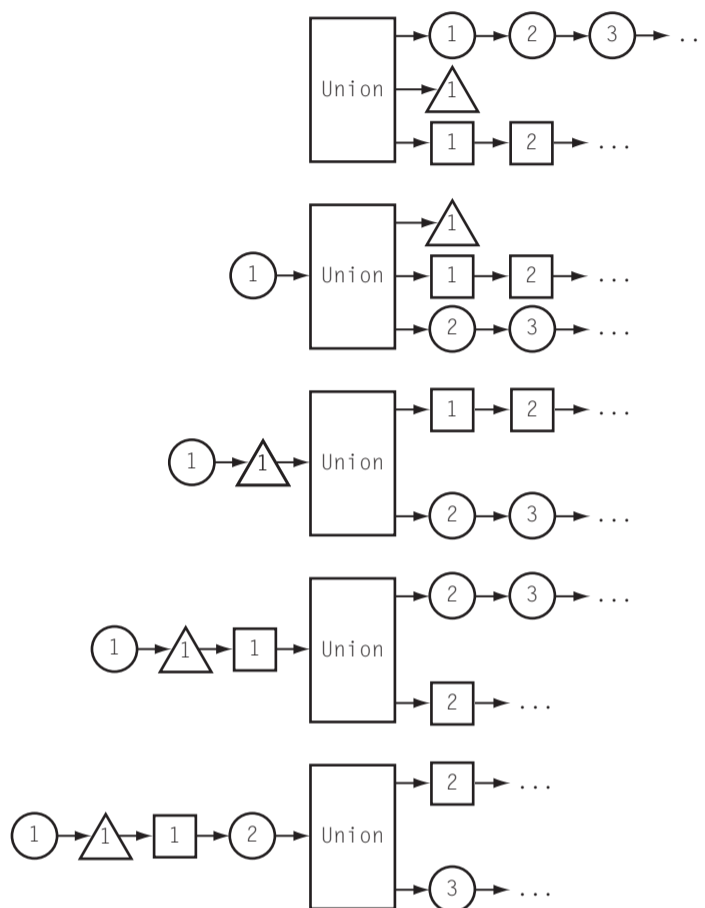 1 2 3 ..
Union 1
1 2 ...
1
1 Union 1 2 ...
2 3 ...
1 2 ...
1 1 Union
2 3 ...
2 3 ...
1 1 1 Union
2 ...
2 ...
1 1 1 2 Union
3 ...